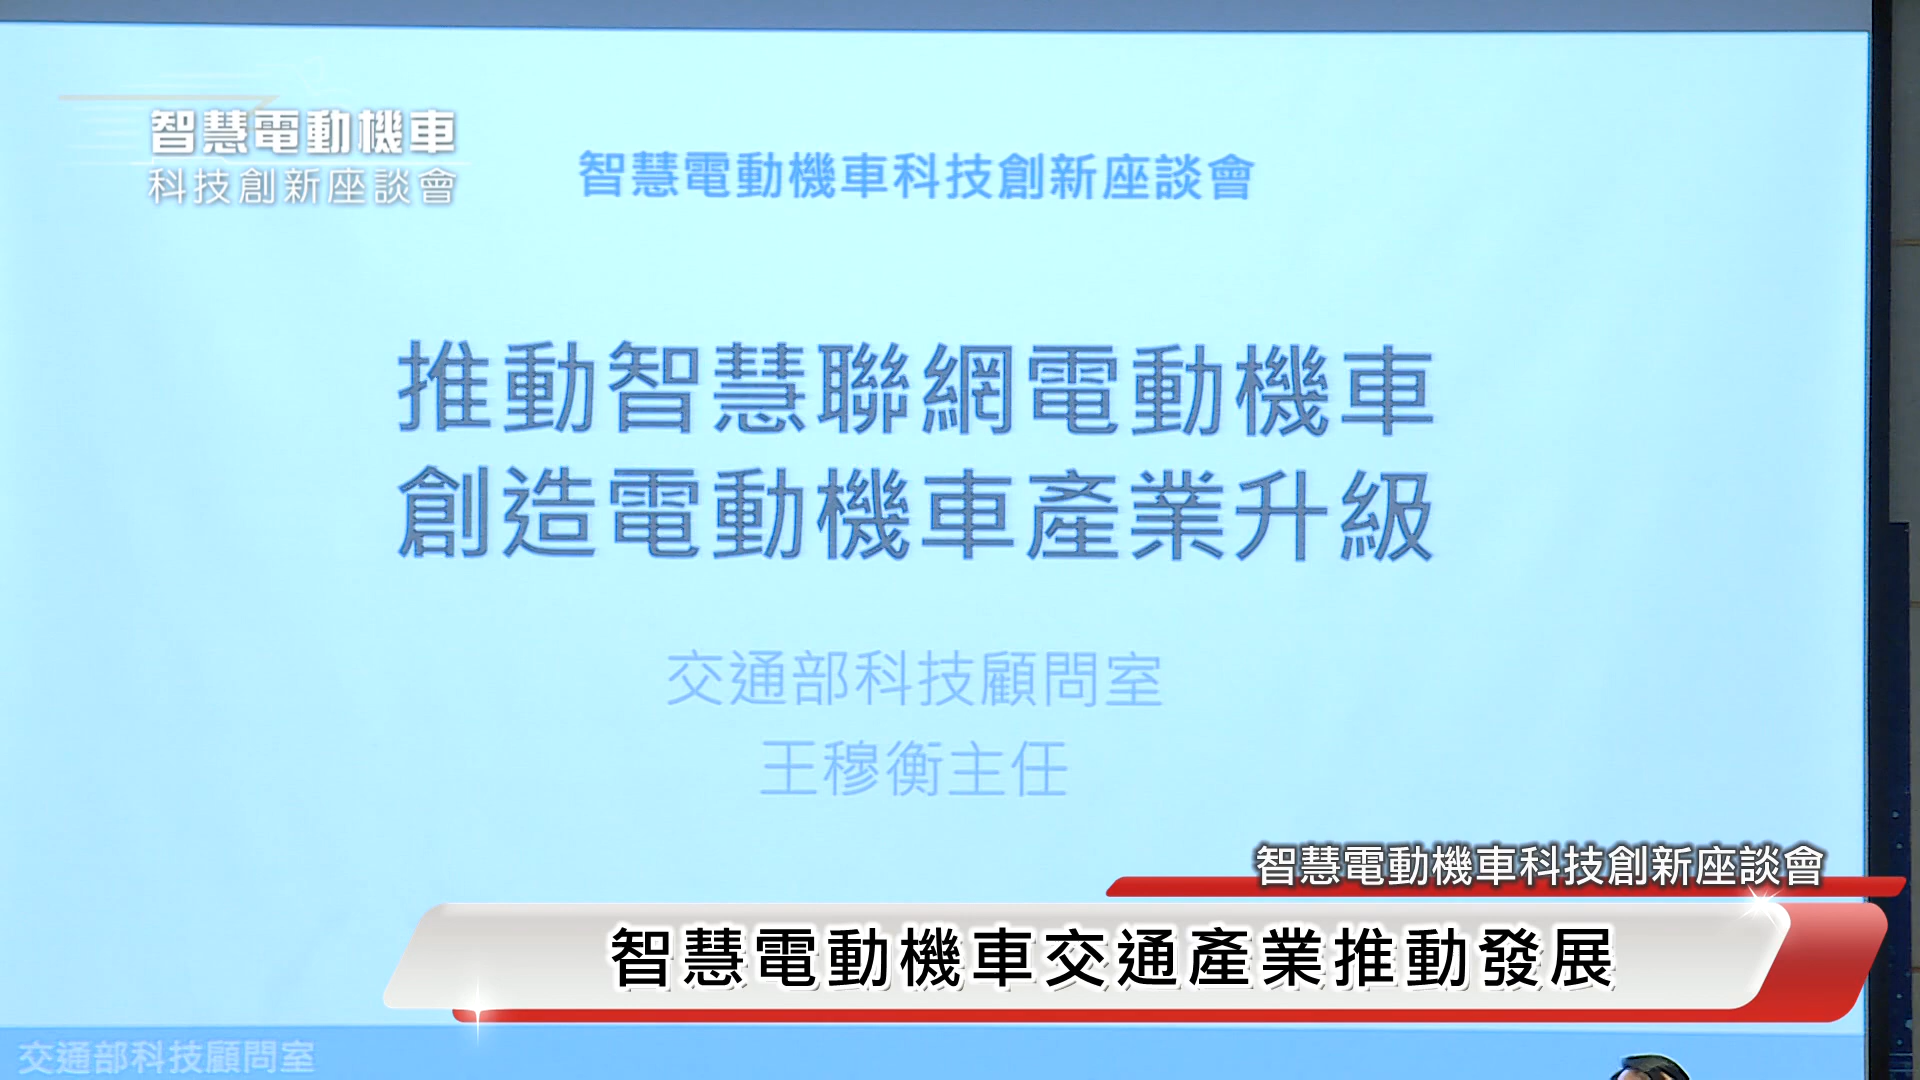 智慧電動機車
科技創新座談會
智慧電動機車科技創新座談會
推動智慧聯網電動機車
創造電動機車產業升級
交通部科技顧問室
王穆衡主任
智慧電動機車科技創新座談會
智慧電動機車交通產業推動發展
交通部科技顧問室